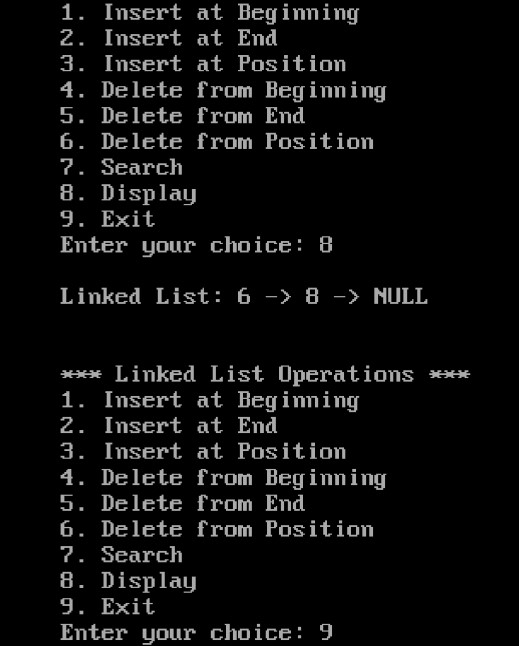 1. Insert at Beginning
2. Insert at End
3. Insert at Position
4. Delete from Beginning
5. Delete from End
6. Delete from Position
7. Search
8. Display
9. Exit
Enter your choice: 8
Linked List: 6 -> 8 -> NULL
*** Linked List Operations ***
1. Insert at Beginning
2. Insert at End
3. Insert at Position
4. Delete from Beginning
5. Delete from End
6. Delete from Position
7. Search
8. Display
9. Exit
Enter your choice: 9